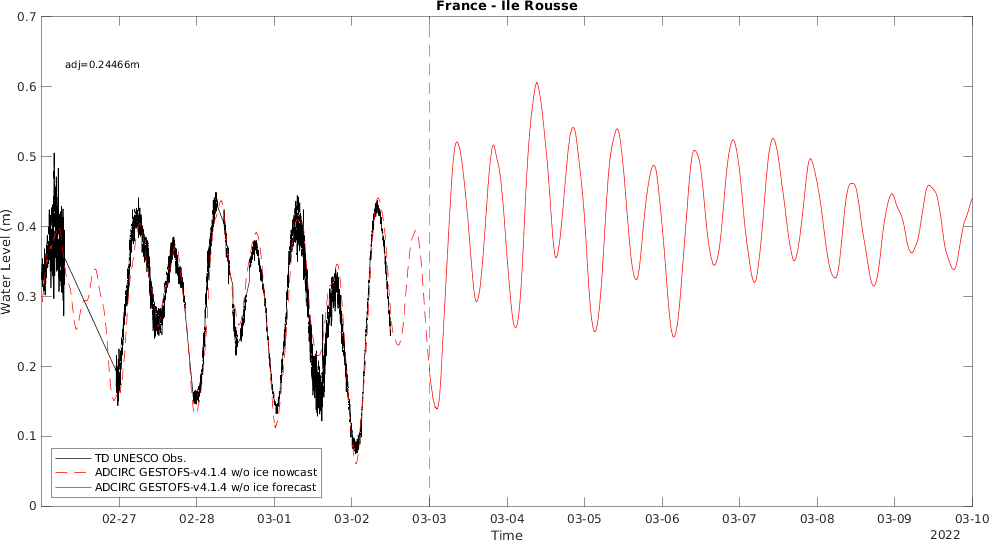 France - Ile Rousse
0.7
0.6
0.5
0.4
0.3
0.2
0.1
0
Water Level (m)
adj=0.24466m
TD UNESCO Obs.
ADCIRC GESTOFS-v4.1.4 w/o ice nowcast
ADCIRC GESTOFS-v4.1.4 w/o ice forecast
02-27 02-28 03-01 03-02 03-03 03-04 03-05 03-06 03-07 03-08 03-09 03-10
Time
2022